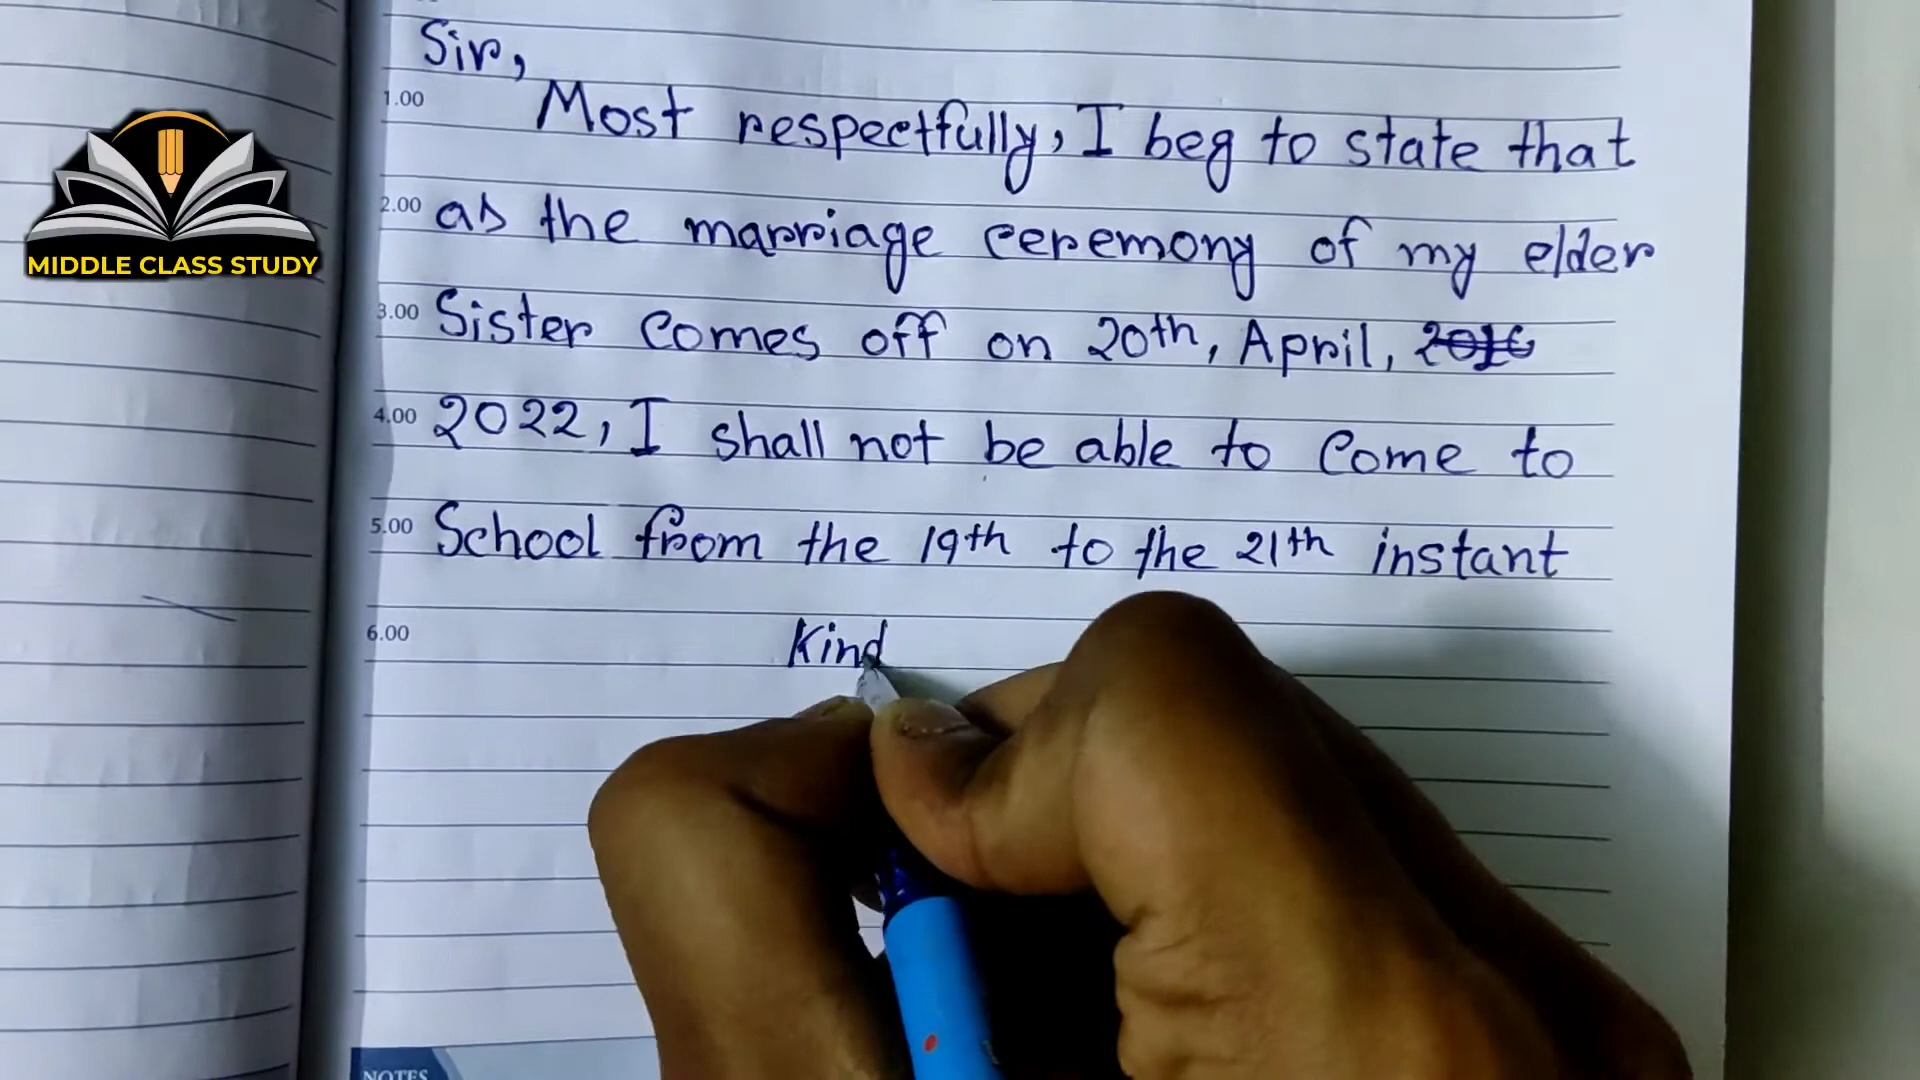 Sir,
1.00 Most respectfully, I beg to state that
2.00 as the marriage ceremony of my elder
3.00 Sister comes off on 20th, April, 2016
4.00 2022, I shall not be able to come to
5.00 School from the 19th to the 21th instant
6.00 Kind
MIDDLE CLASS STUDY
NOTES